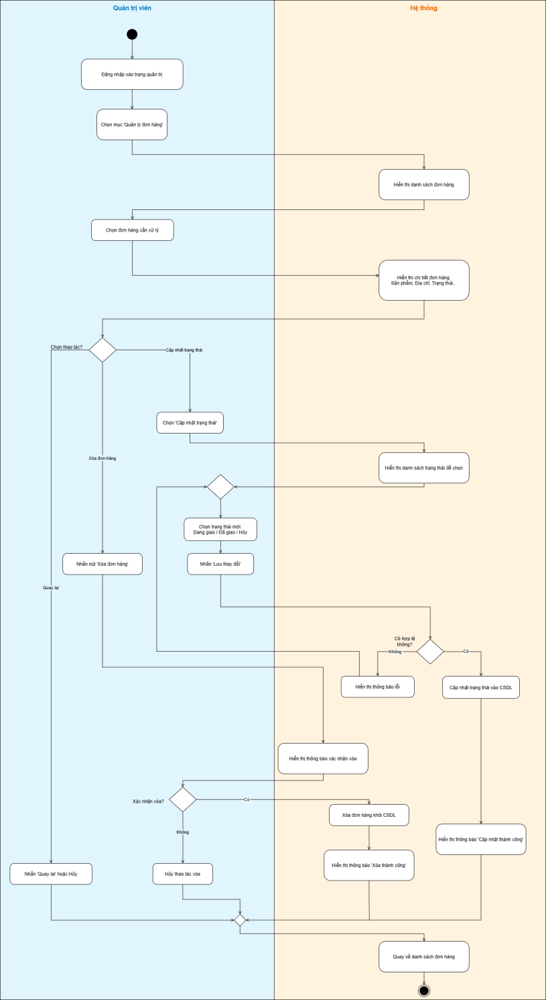 Quản trị viên
Hệ thống
Đăng nhập vào trang quản trị
Chọn mục 'Quản lý đơn hàng'
Hiển thị danh sách đơn hàng
Chọn đơn hàng cần xử lý
Hiển thị chi tiết đơn hàng:
Sản phẩm, Địa chỉ, Trạng thái...
Chọn thao tác?
Cập nhật trạng thái
Chọn 'Cập nhật trạng thái'
Xóa đơn hàng
Hiển thị danh sách trạng thái để chọn
Chọn trạng thái mới:
Đang giao / Đã giao / Hủy
Nhấn nút 'Xóa đơn hàng'
Nhấn 'Lưu thay đổi'
Quay lại
Có hợp lệ
không?
Không
Có
Hiển thị thông báo lỗi
Cập nhật trạng thái vào CSDL
Hiển thị thông báo xác nhận xóa
Xác nhận xóa?
Có
Xóa đơn hàng khỏi CSDL
Không
Hiển thị thông báo 'Cập nhật thành công'
Hiển thị thông báo 'Xóa thành công'
Nhấn 'Quay lại' hoặc Hủy
Hủy thao tác xóa
Quay về danh sách đơn hàng